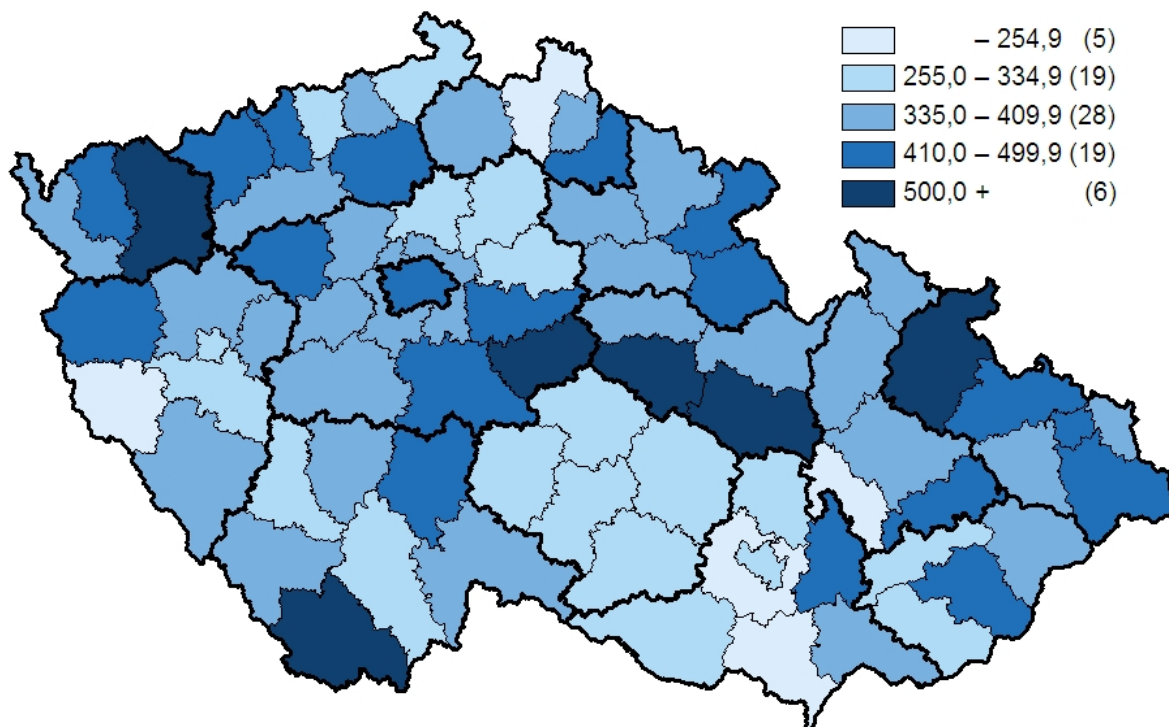 – 254,9 (5)
255,0 – 334,9 (19)
335,0 – 409,9 (28)
410,0 – 499,9 (19)
500,0 + (6)